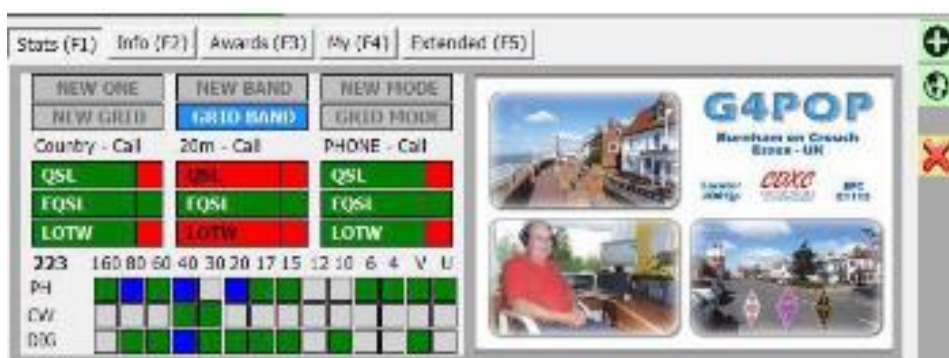 Stats (F1) Info (F2) Awards (F3) My (F4) Extended (F5)
NEW ONE NEW BAND NEW MODE
NEW GRID GRID BAND GRID MODE
Country - Call 20m - Call PHONE - Call
QSL QSL QSL
EQSL EQSL EQSL
LOTW LOTW LOTW
223 160 80 60 40 30 20 17 15 12 10 6 4 V U
PH
CW
DIG
G4POP
Burnham on Crouch
Essex - UK
Locator CDXC EPC